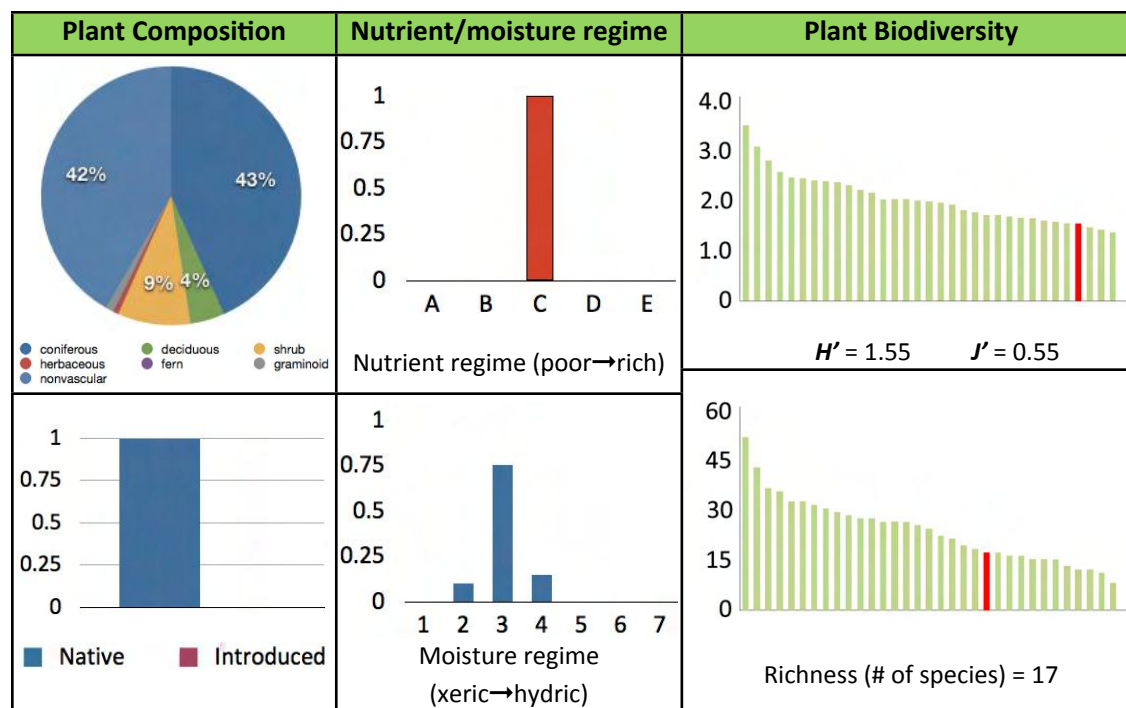 Plant Composition
Nutrient/moisture regime
Plant Biodiversity
42%
43%
9%
4%
coniferous
deciduous
shrub
herbaceous
fern
graminoid
nonvascular
1
0.75
0.5
0.25
0
A B C D E
Nutrient regime (poor→rich)
4.0
3.0
2.0
1.0
0
H’ = 1.55 J’ = 0.55
1
0.75
0.5
0.25
0
Native Introduced
1
0.75
0.5
0.25
0
1 2 3 4 5 6 7
Moisture regime
(xeric→hydric)
60
45
30
15
0
Richness (# of species) = 17